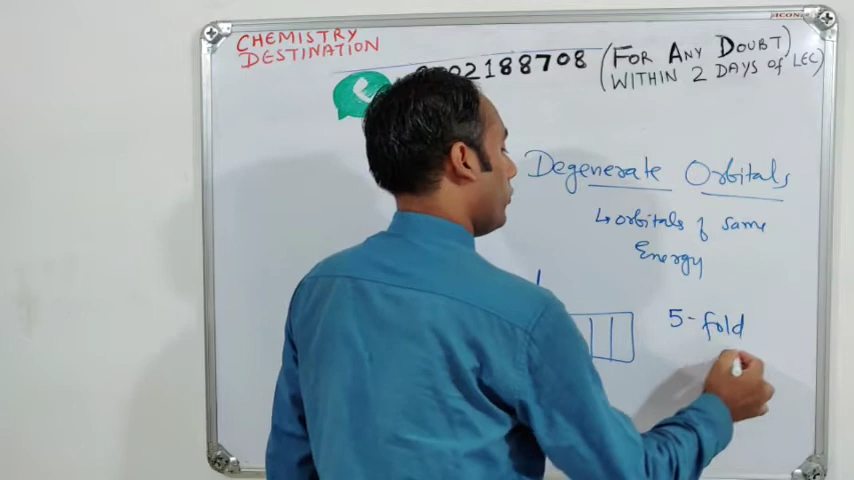 ICON
CHEMISTRY
DESTINATION
02188708 (FOR ANY DOUBT)
WITHIN 2 DAYS of LEC)
Degenerate Orbitals
↳ orbitals of same
Energy
5-fold